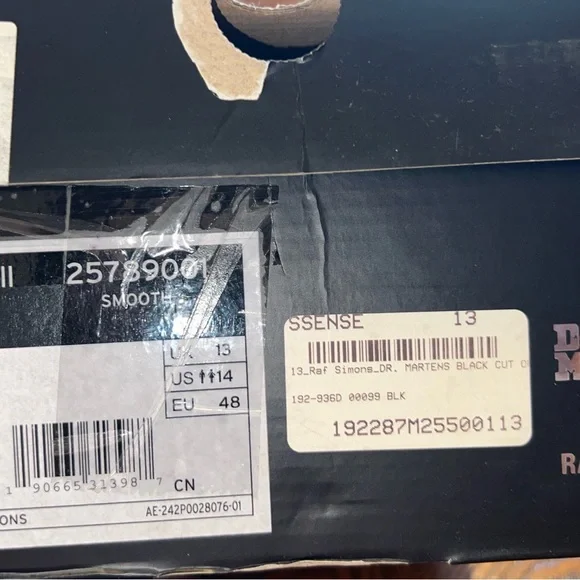 II 25789001
SMOOTH
UK 13
US 14
EU 48
1 90665 31398 7 CN
ONS AE-242P0028076-01
SSENSE 13
13_Raf Simons_DR. MARTENS BLACK CUT O
192-936D 00099 BLK
192287M25500113
D
M
RA